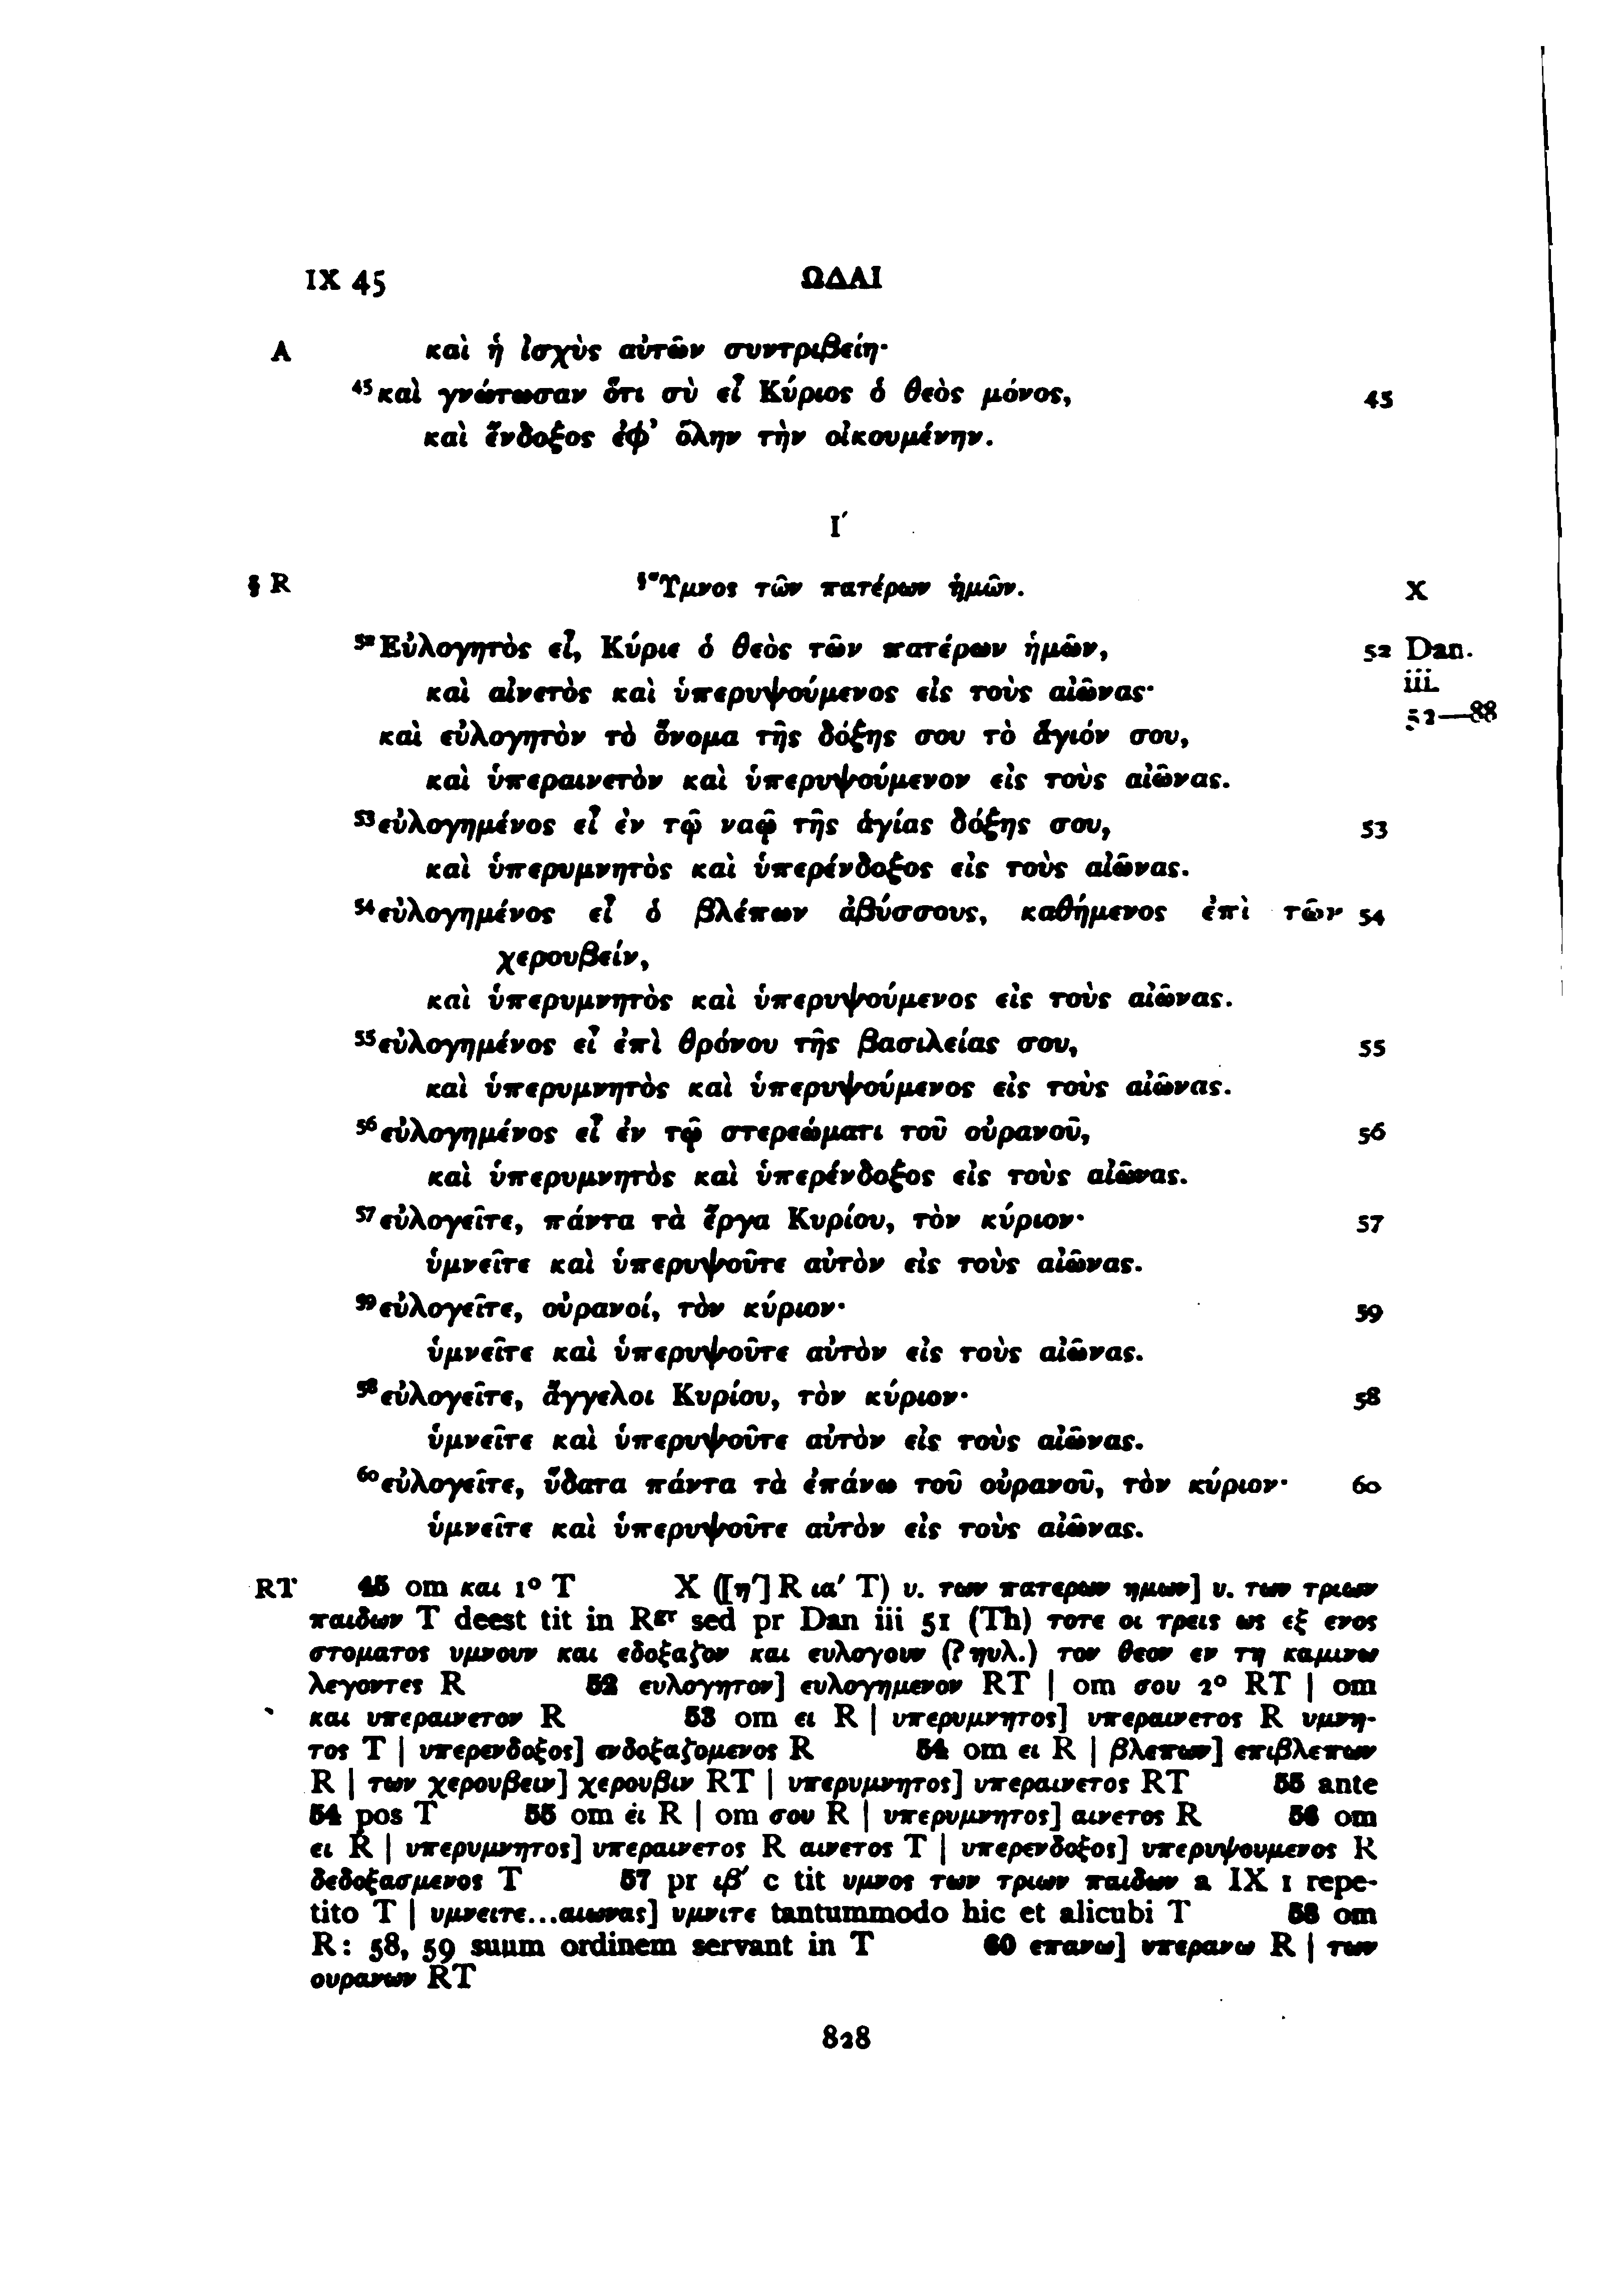 IX 45 ΩΔΑΙ
A καὶ ἡ ἰσχὺς αὐτῶν συντριβείη·
⁴⁵καὶ γνώτωσαν ὅτι σὺ εἶ Κύριος ὁ θεὸς μόνος, 45
καὶ ἔνδοξος ἐφ’ ὅλην τὴν οἰκουμένην.
Ι´
§ R §Ὕμνος τῶν πατέρων ἡμῶν. X
⁵²Εὐλογητὸς εἶ, Κύριε ὁ θεὸς τῶν πατέρων ἡμῶν, 52 Dan.
καὶ αἰνετὸς καὶ ὑπερυψούμενος εἰς τοὺς αἰῶνας· iii.
52—88
καὶ εὐλογητὸν τὸ ὄνομα τῆς δόξης σου τὸ ἅγιόν σου,
καὶ ὑπεραινετὸν καὶ ὑπερυψούμενον εἰς τοὺς αἰῶνας.
⁵³εὐλογημένος εἶ ἐν τῷ ναῷ τῆς ἁγίας δόξης σου, 53
καὶ ὑπερυμνητὸς καὶ ὑπερένδοξος εἰς τοὺς αἰῶνας.
⁵⁴εὐλογημένος εἶ ὁ βλέπων ἀβύσσους, καθήμενος ἐπὶ τῶν 54
χερουβείν,
καὶ ὑπερυμνητὸς καὶ ὑπερυψούμενος εἰς τοὺς αἰῶνας.
⁵⁵εὐλογημένος εἶ ἐπὶ θρόνου τῆς βασιλείας σου, 55
καὶ ὑπερυμνητὸς καὶ ὑπερυψούμενος εἰς τοὺς αἰῶνας.
⁵⁶εὐλογημένος εἶ ἐν τῷ στερεώματι τοῦ οὐρανοῦ, 56
καὶ ὑπερυμνητὸς καὶ ὑπερένδοξος εἰς τοὺς αἰῶνας.
⁵⁷εὐλογεῖτε, πάντα τὰ ἔργα Κυρίου, τὸν κύριον· 57
ὑμνεῖτε καὶ ὑπερυψοῦτε αὐτὸν εἰς τοὺς αἰῶνας.
⁵⁹εὐλογεῖτε, οὐρανοί, τὸν κύριον· 59
ὑμνεῖτε καὶ ὑπερυψοῦτε αὐτὸν εἰς τοὺς αἰῶνας.
⁵⁸εὐλογεῖτε, ἄγγελοι Κυρίου, τὸν κύριον· 58
ὑμνεῖτε καὶ ὑπερυψοῦτε αὐτὸν εἰς τοὺς αἰῶνας.
⁶⁰εὐλογεῖτε, ὕδατα πάντα τὰ ἐπάνω τοῦ οὐρανοῦ, τὸν κύριον· 60
ὑμνεῖτε καὶ ὑπερυψοῦτε αὐτὸν εἰς τοὺς αἰῶνας.
RT 45 om και 1° T X ([η′] R ια′ T) υ. των πατερων ημων] υ. των τριων
παιδων T deest tit in Rᵍʳ sed pr Dan iii 51 (Th) τοτε οι τρεις ως εξ ενος
στοματος υμνουν και εδοξαζον και ευλογουν (? ηυλ.) τον θεον εν τη καμινω
λεγοντες R 52 ευλογητον] ευλογημενον RT | om σου 2° RT | om
και υπεραινετον R 53 om ει R | υπερυμνητος] υπεραινετος R υμνη-
τος T | υπερενδοξος] ενδοξαζομενος R 54 om ει R | βλεπων] επιβλεπων
R | των χερουβειν] χερουβιν RT | υπερυμνητος] υπεραινετος RT 55 ante
54 pos T 55 om ει R | om σου R | υπερυμνητος] αινετος R 56 om
ει R | υπερυμνητος] υπεραινετος R αινετος T | υπερενδοξος] υπερυψουμενος R
δεδοξασμενος T 57 pr ιβ′ c tit υμνος των τριων παιδων a IX 1 repe-
tito T | υμνειτε...αιωνας] υμνιτε tantummodo hic et alicubi T 58 om
R: 58, 59 suum ordinem servant in T 60 επανω] υπερανω R | των
ουρανων RT
828